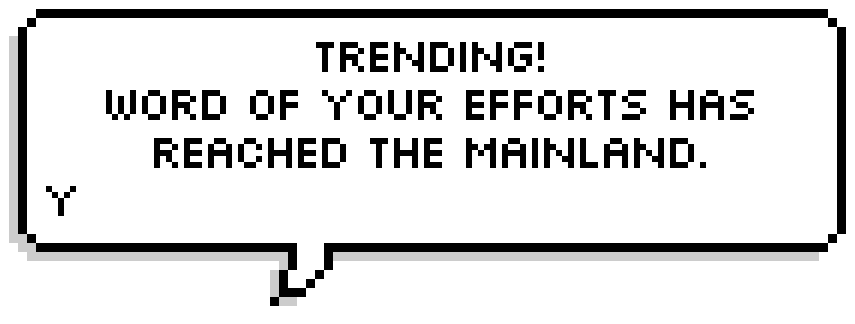 TRENDING!
WORD OF YOUR EFFORTS HAS
REACHED THE MAINLAND.
Y